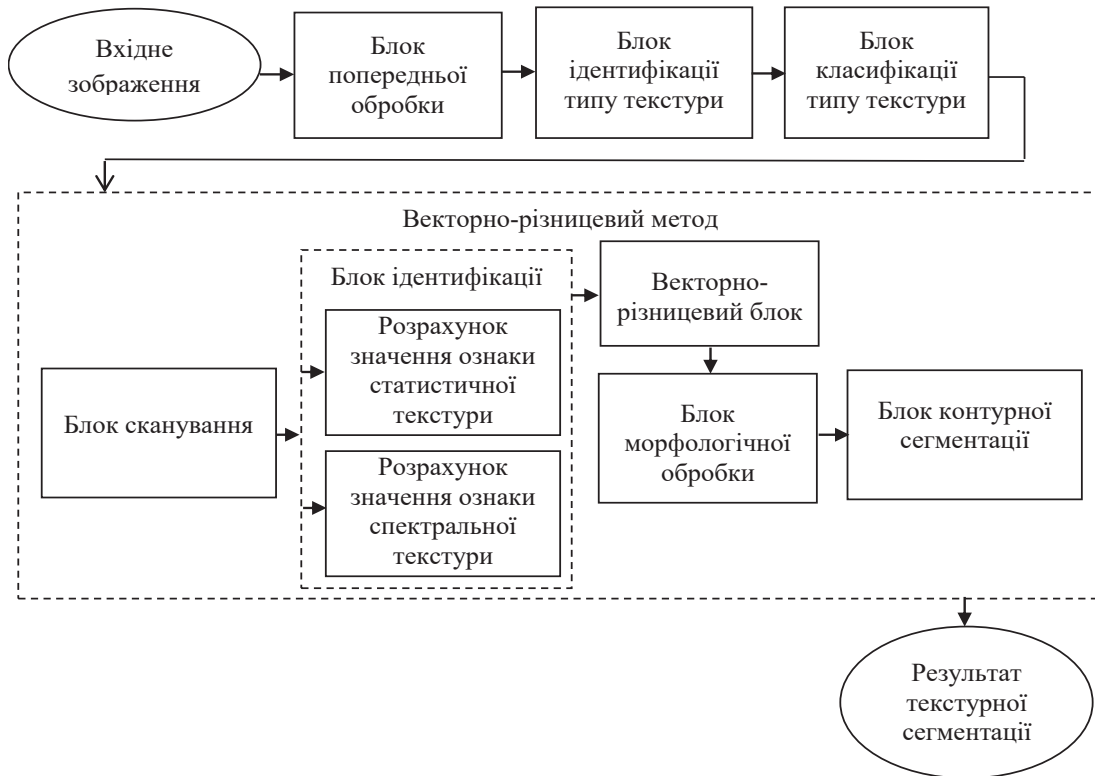 Вхідне
зображення
Блок
попередньої
обробки
Блок
ідентифікації
типу текстури
Блок
класифікації
типу текстури
Векторно-різницевий метод
Блок сканування
Блок ідентифікації
Розрахунок
значення ознаки
статистичної
текстури
Розрахунок
значення ознаки
спектральної
текстури
Векторно-
різницевий блок
Блок
морфологічної
обробки
Блок контурної
сегментації
Результат
текстурної
сегментації